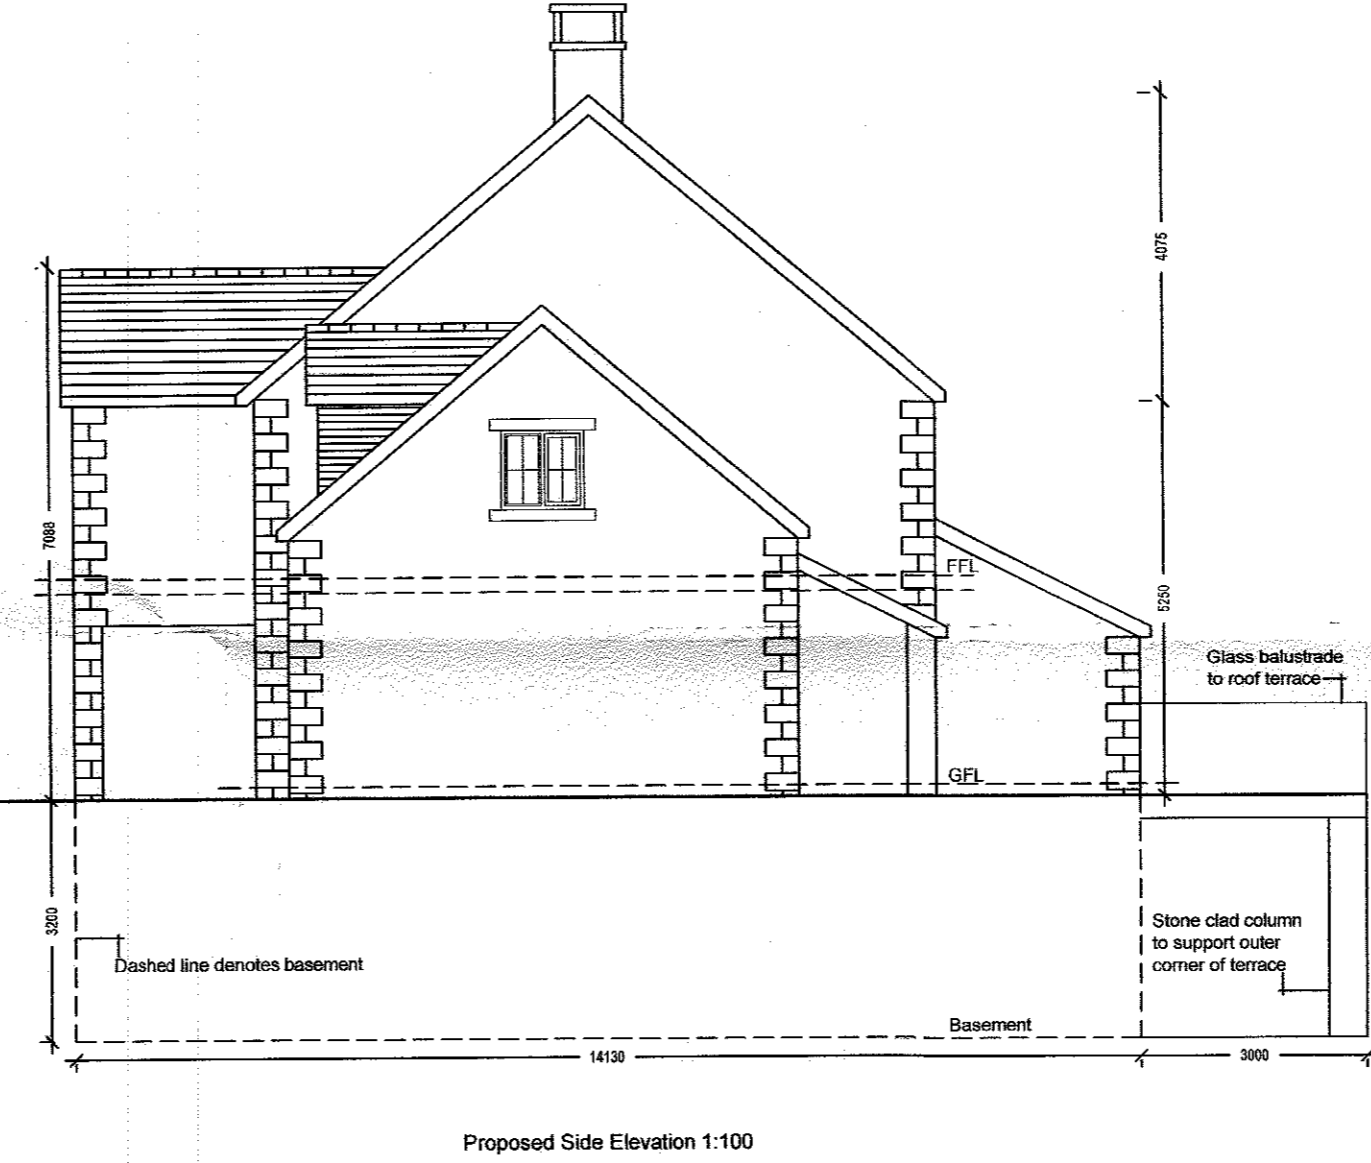 4075
7088
FFL
5250
Glass balustrade
to roof terrace
GFL
3200
Stone clad column
to support outer
corner of terrace
Dashed line denotes basement
Basement
14130
3000
Proposed Side Elevation 1:100